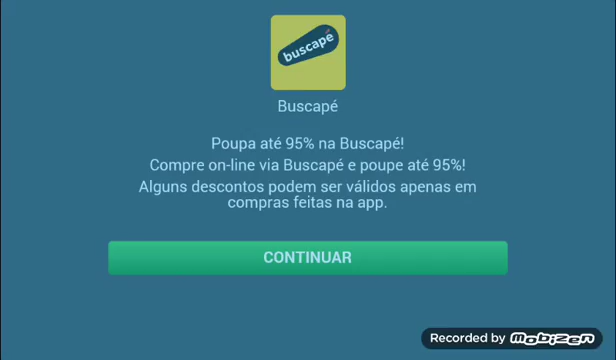 buscapé
Buscapé
Poupa até 95% na Buscapé!
Compre on-line via Buscapé e poupe até 95%!
Alguns descontos podem ser válidos apenas em
compras feitas na app.
CONTINUAR
Recorded by mobizen